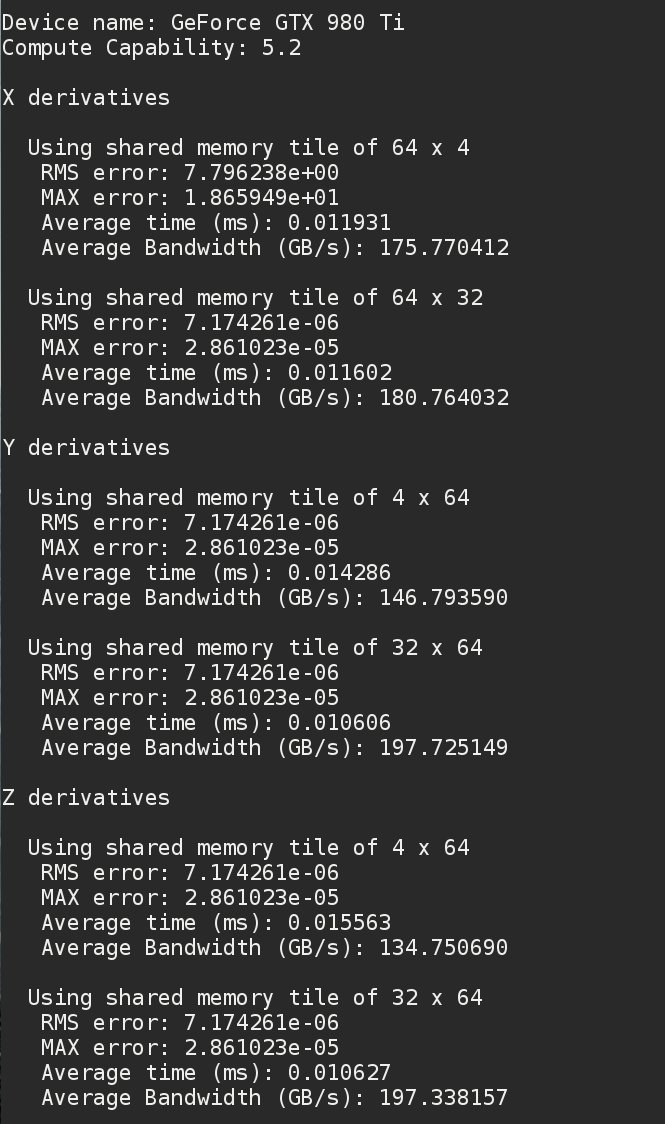 Device name: GeForce GTX 980 Ti
Compute Capability: 5.2
X derivatives
Using shared memory tile of 64 x 4
RMS error: 7.796238e+00
MAX error: 1.865949e+01
Average time (ms): 0.011931
Average Bandwidth (GB/s): 175.770412
Using shared memory tile of 64 x 32
RMS error: 7.174261e-06
MAX error: 2.861023e-05
Average time (ms): 0.011602
Average Bandwidth (GB/s): 180.764032
Y derivatives
Using shared memory tile of 4 x 64
RMS error: 7.174261e-06
MAX error: 2.861023e-05
Average time (ms): 0.014286
Average Bandwidth (GB/s): 146.793590
Using shared memory tile of 32 x 64
RMS error: 7.174261e-06
MAX error: 2.861023e-05
Average time (ms): 0.010606
Average Bandwidth (GB/s): 197.725149
Z derivatives
Using shared memory tile of 4 x 64
RMS error: 7.174261e-06
MAX error: 2.861023e-05
Average time (ms): 0.015563
Average Bandwidth (GB/s): 134.750690
Using shared memory tile of 32 x 64
RMS error: 7.174261e-06
MAX error: 2.861023e-05
Average time (ms): 0.010627
Average Bandwidth (GB/s): 197.338157